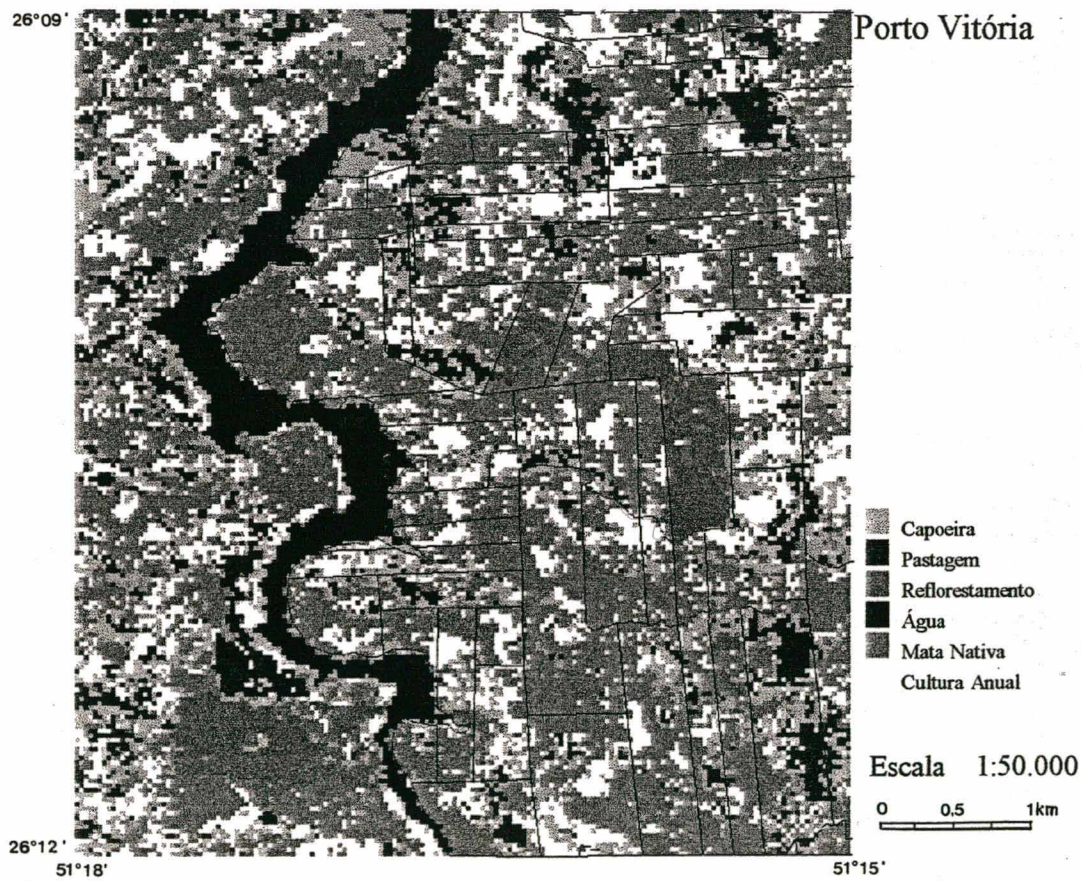 26°09'
Porto Vitória
Capoeira
Pastagem
Reflorestamento
Água
Mata Nativa
Cultura Anual
Escala 1:50.000
0 0,5 1km
26°12'
51°18' 51°15'